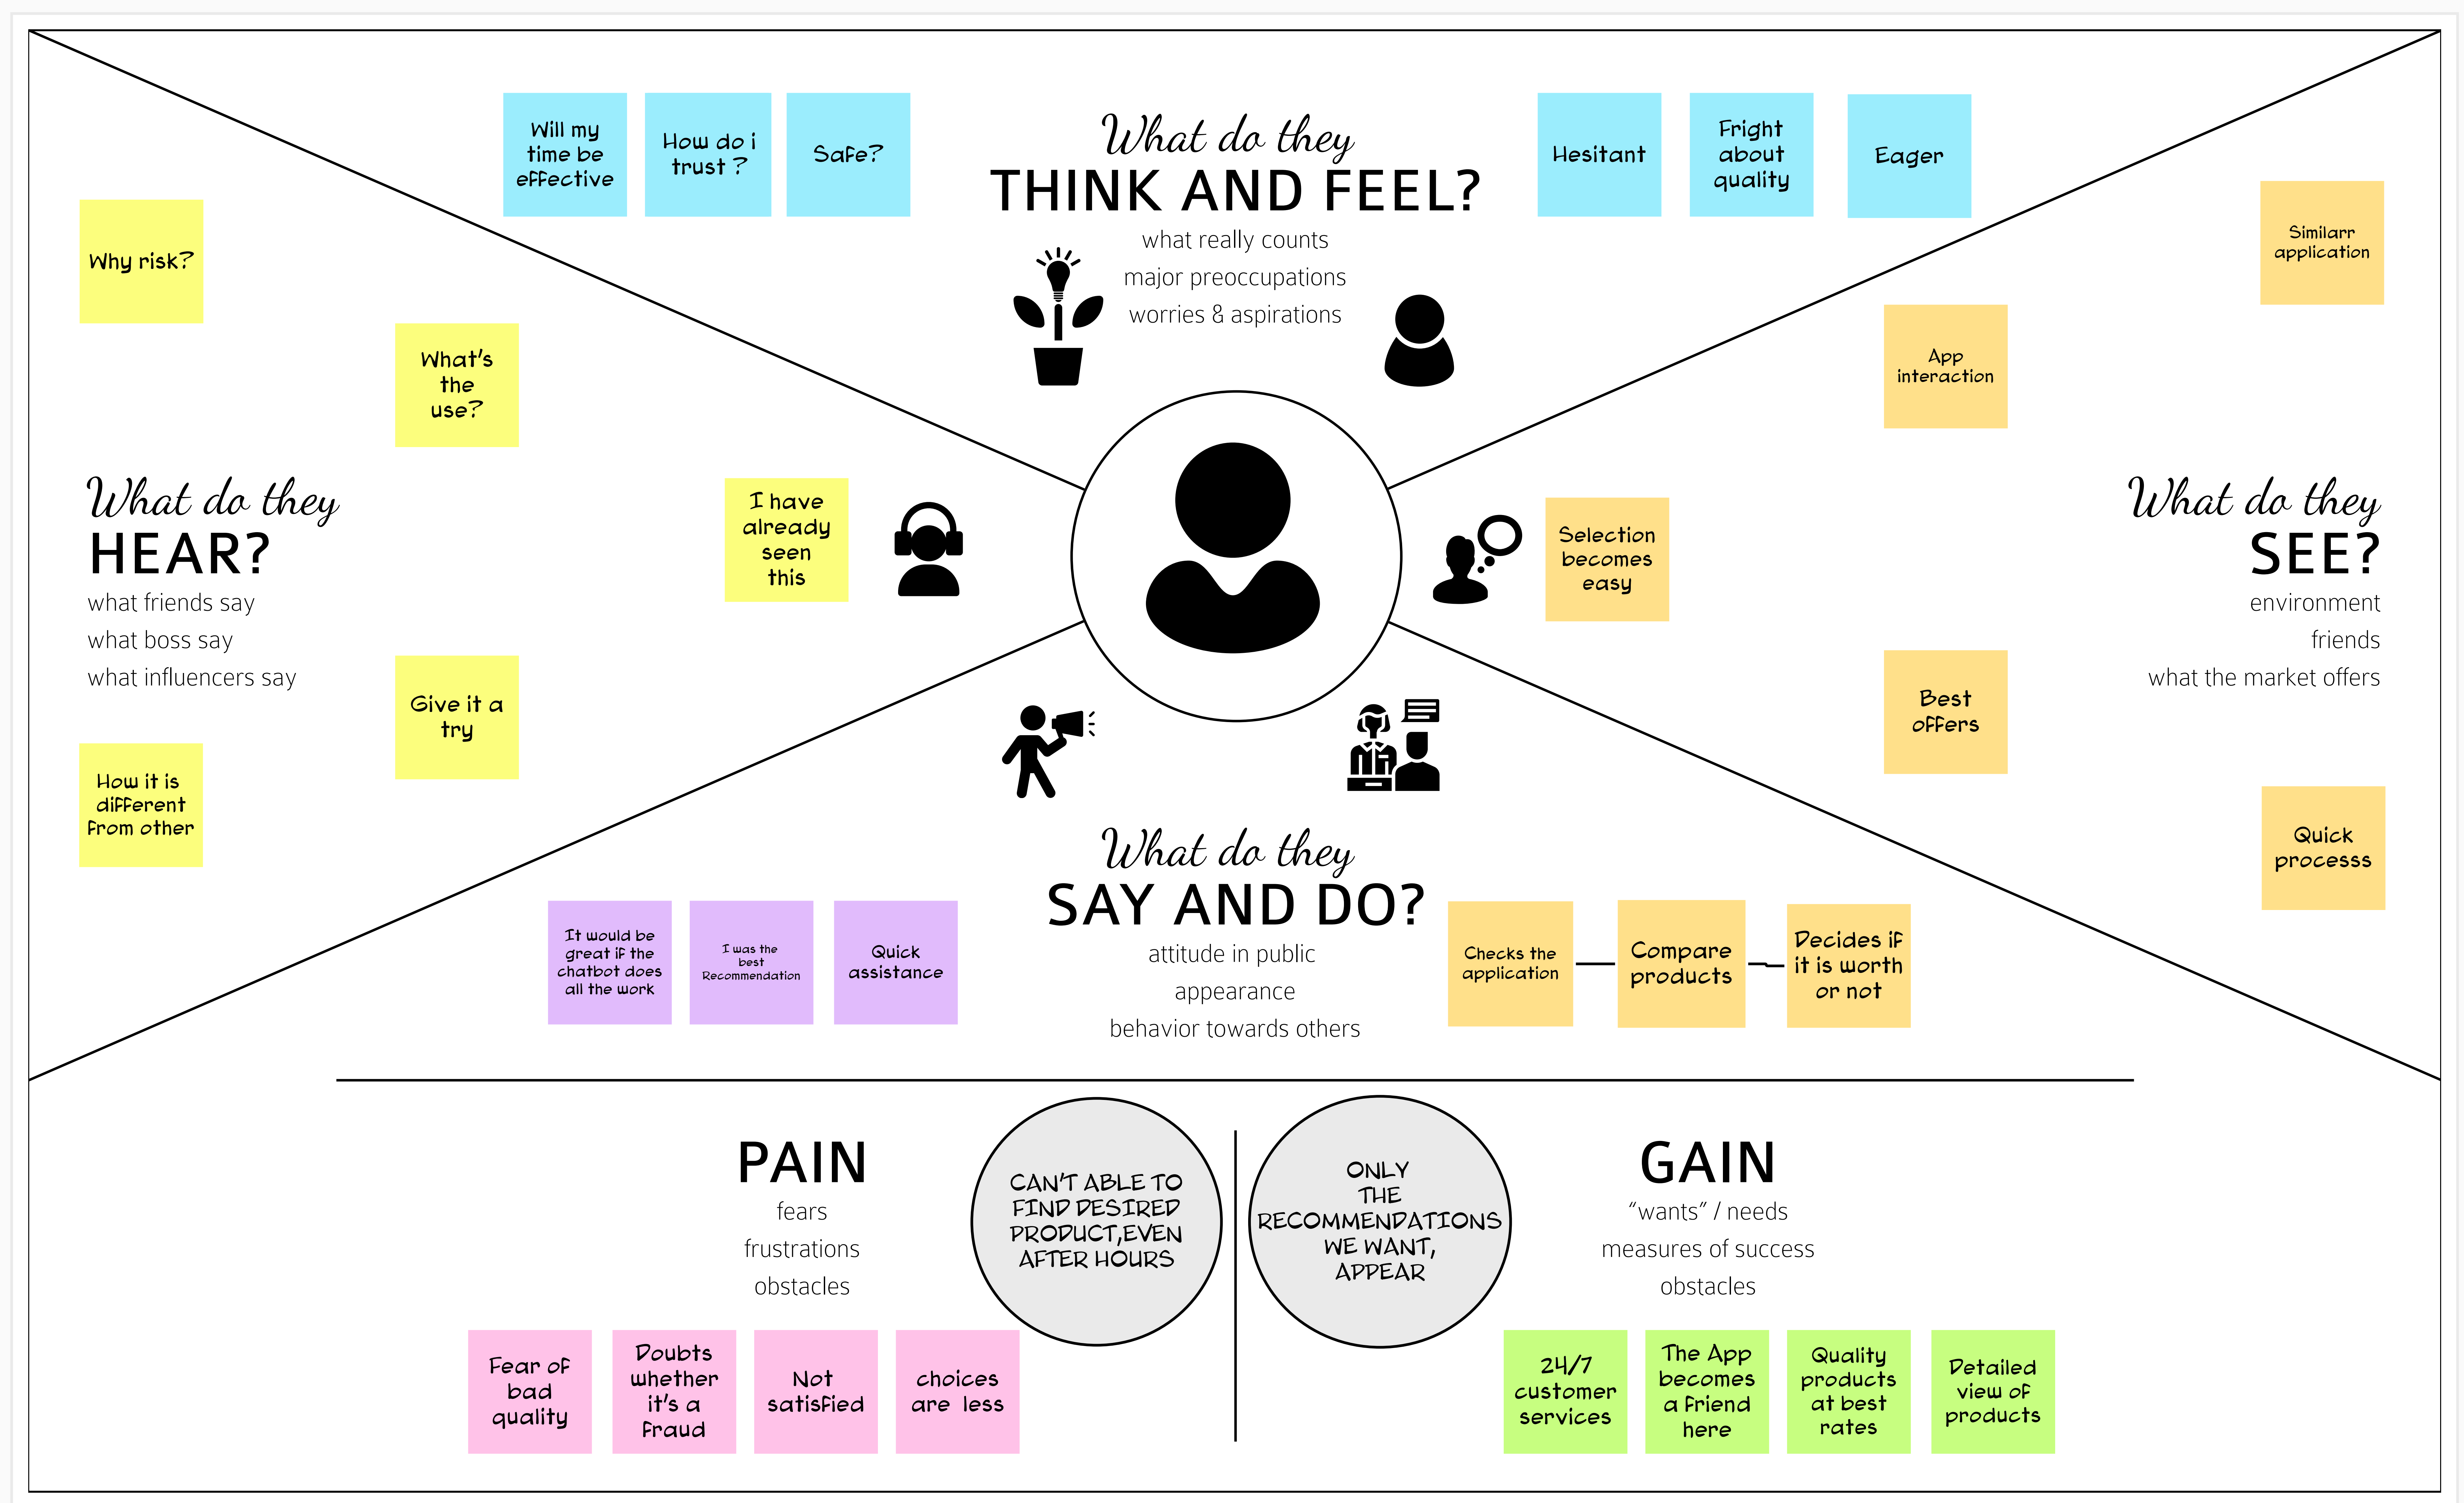 Will my
time be
effective
How do i
trust ?
Safe?
What do they
THINK AND FEEL?
what really counts
major preoccupations
worries & aspirations
Hesitant
Fright
about
quality
Eager
Why risk?
What's
the
use?
I have
already
seen
this
What do they
HEAR?
what friends say
what boss say
what influencers say
Give it a
try
How it is
different
from other
Similarr
application
App
interaction
Selection
becomes
easy
What do they
SEE?
environment
friends
what the market offers
Best
offers
Quick
processs
What do they
SAY AND DO?
attitude in public
appearance
behavior towards others
It would be
great if the
chatbot does
all the work
I was the
best
Recommendation
Quick
assistance
Checks the
application
Compare
products
Decides if
it is worth
or not
PAIN
fears
frustrations
obstacles
CAN'T ABLE TO
FIND DESIRED
PRODUCT,EVEN
AFTER HOURS
Fear of
bad
quality
Doubts
whether
it's a
fraud
Not
satisfied
choices
are less
ONLY
THE
RECOMMENDATIONS
WE WANT,
APPEAR
GAIN
“wants” / needs
measures of success
obstacles
24/7
customer
services
The App
becomes
a friend
here
Quality
products
at best
rates
Detailed
view of
products